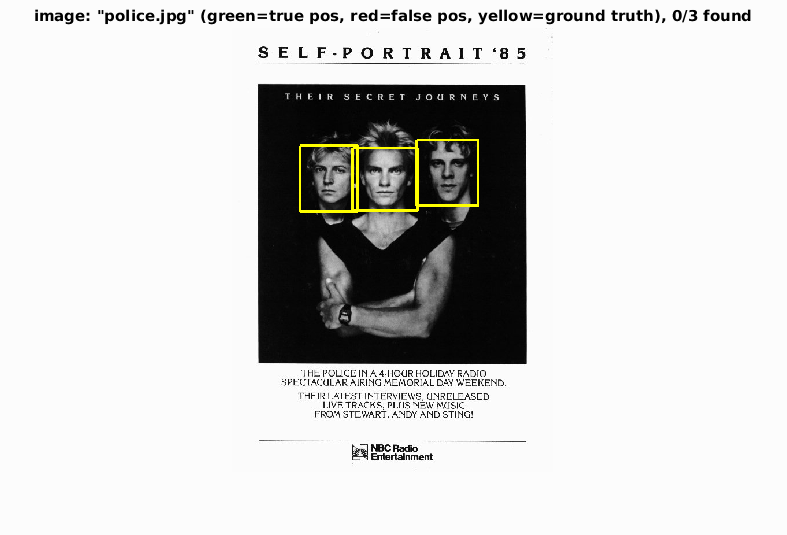 image: "police.jpg" (green=true pos, red=false pos, yellow=ground truth), 0/3 found
SELF-PORTRAIT '85
THEIR SECRET JOURNEYS
THE POLICE IN A 4-HOUR HOLIDAY RADIO
SPECTACULAR AIRING MEMORIAL DAY WEEKEND.
THEIR LATEST INTERVIEWS, UNRELEASED
LIVE TRACKS, PLUS NEW MUSIC
FROM STEWART, ANDY AND STING!
NBC Radio
Entertainment